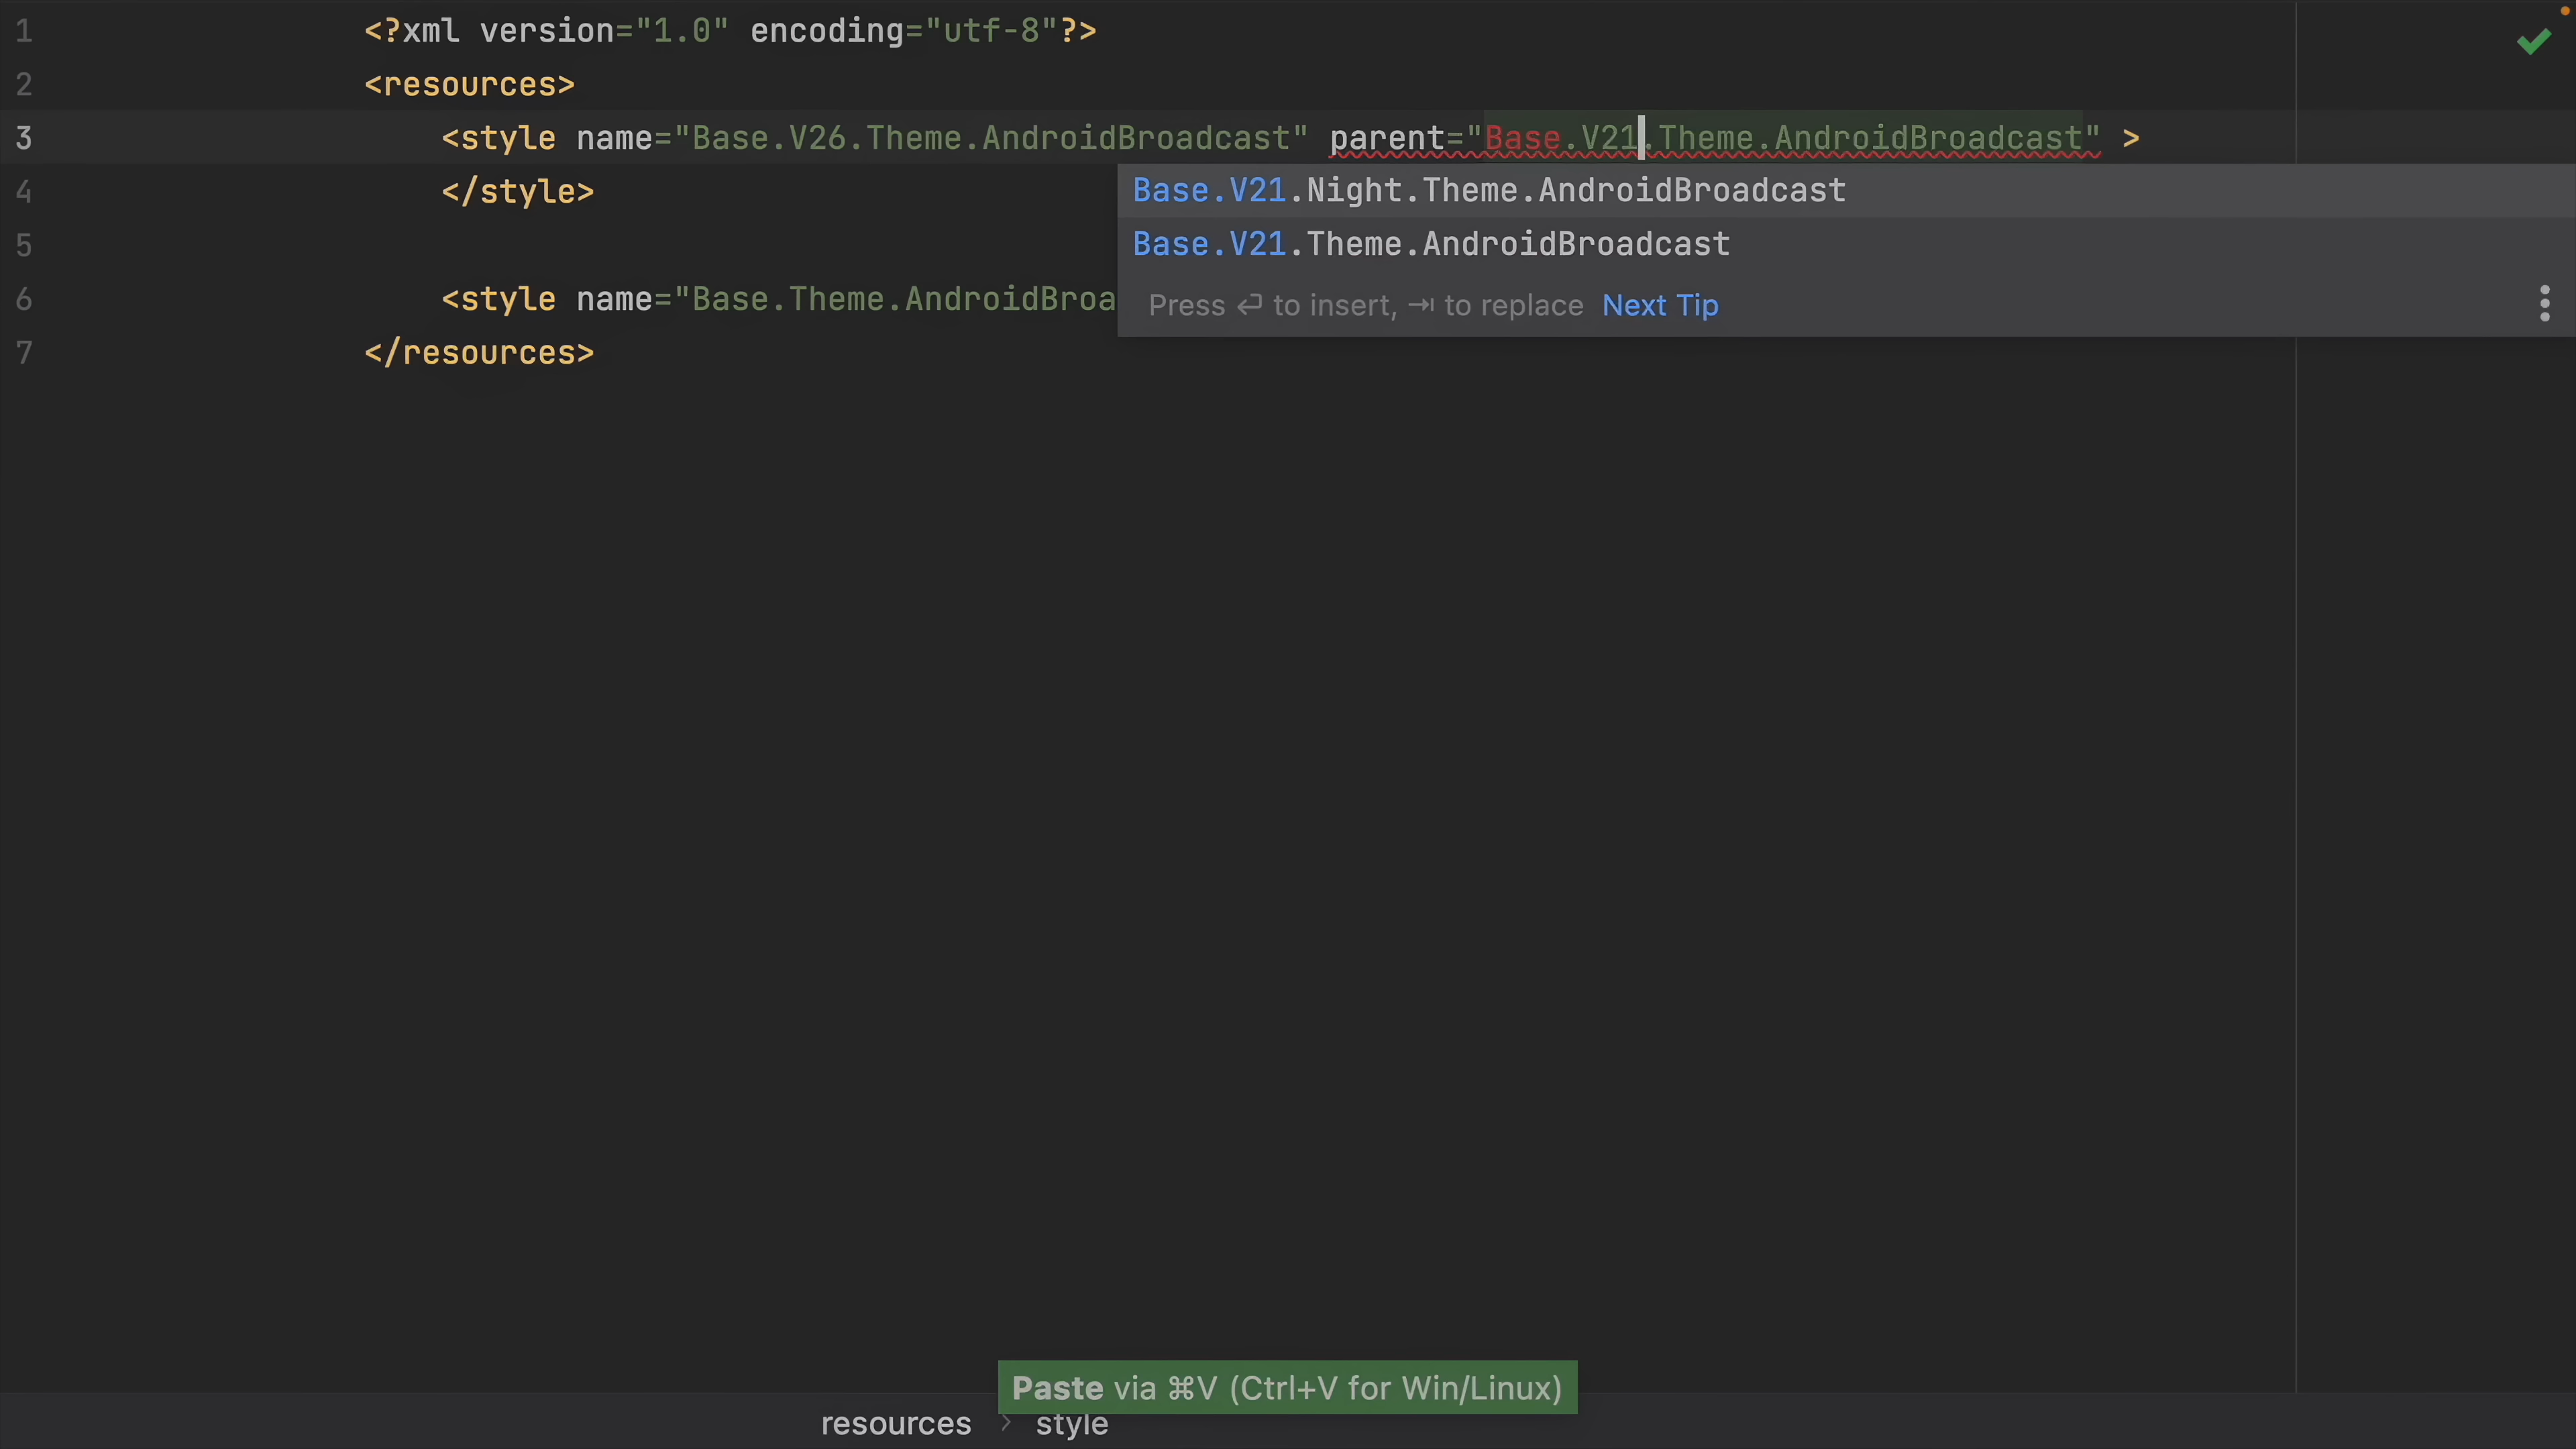 1 <?xml version="1.0" encoding="utf-8"?>
2 <resources>
3 <style name="Base.V26.Theme.AndroidBroadcast" parent="Base.V21.Theme.AndroidBroadcast" >
Base.V21.Night.Theme.AndroidBroadcast
4 </style>
Base.V21.Theme.AndroidBroadcast
5
6 <style name="Base.Theme.AndroidBroa
Press ⏎ to insert, ⇥ to replace Next Tip
7 </resources>
Paste via ⌘V (Ctrl+V for Win/Linux)
resources > style